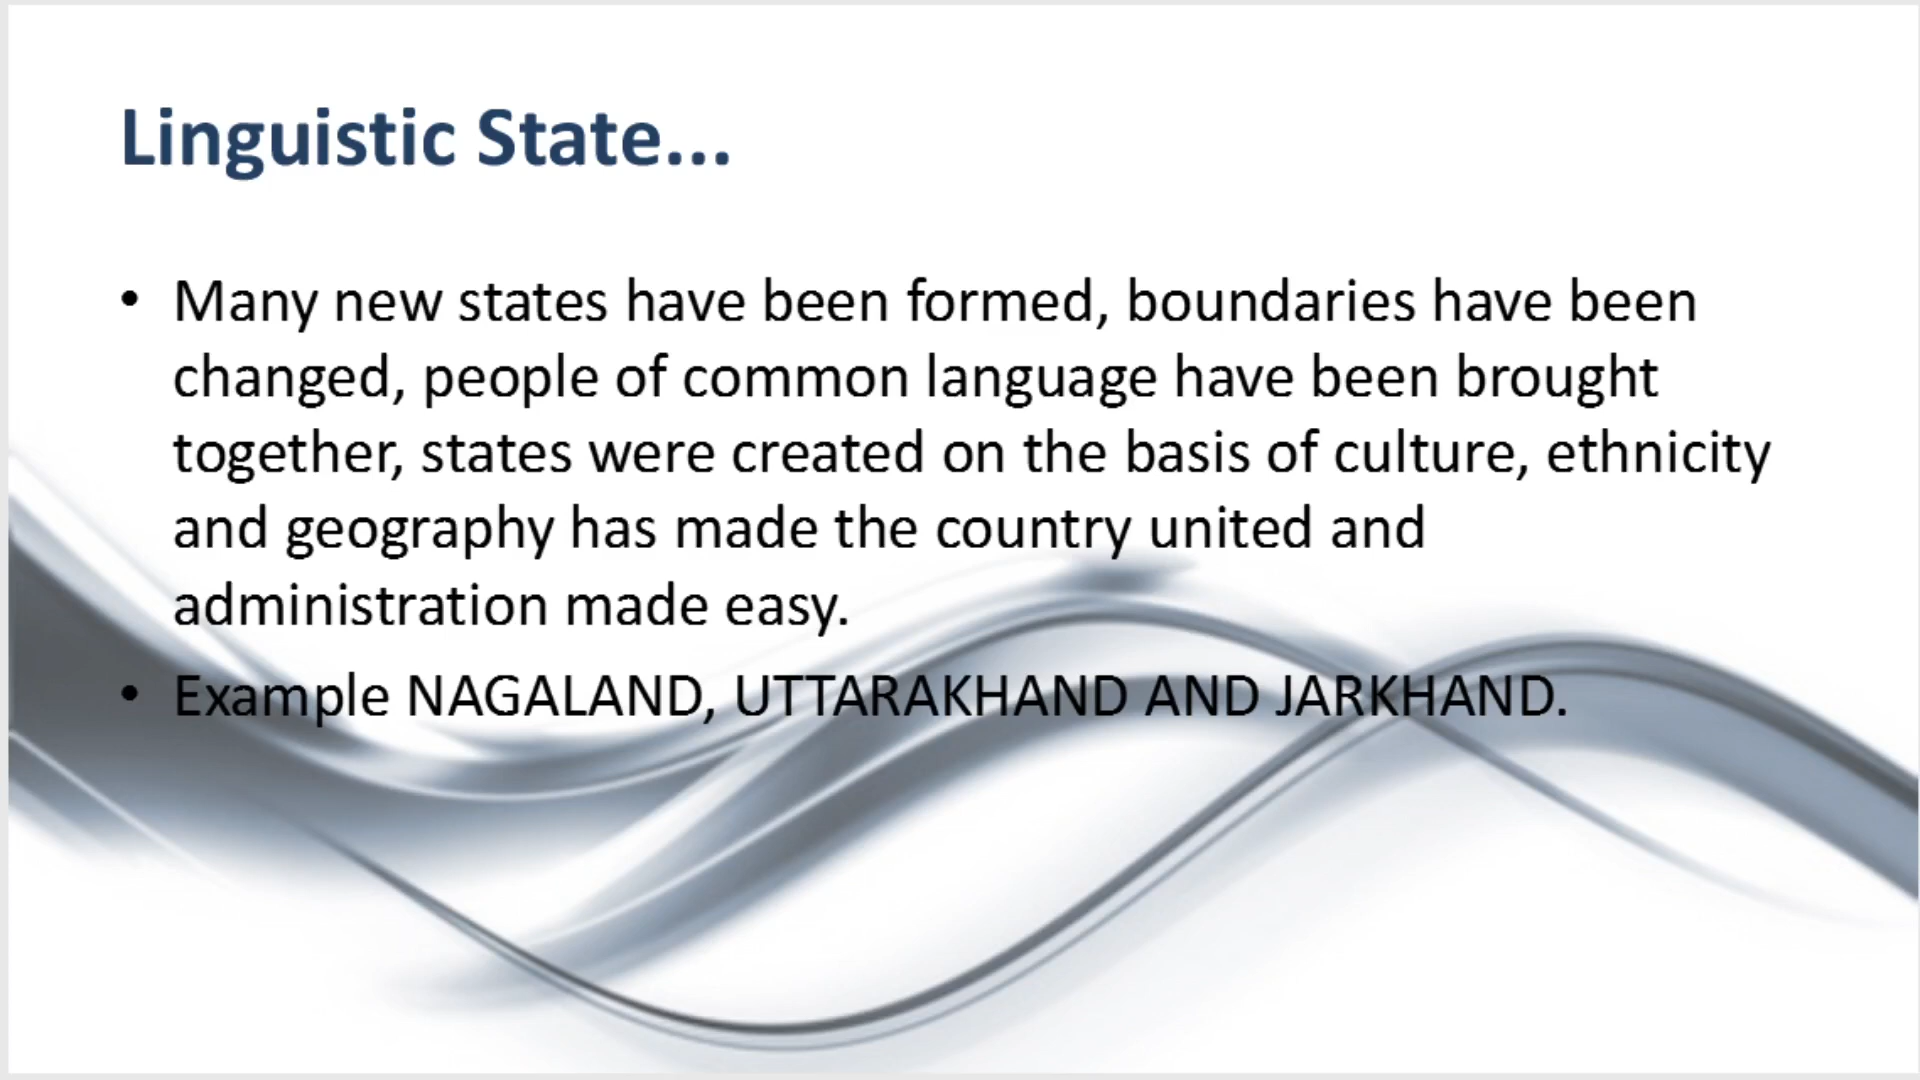 Linguistic State...
• Many new states have been formed, boundaries have been
changed, people of common language have been brought
together, states were created on the basis of culture, ethnicity
and geography has made the country united and
administration made easy.
• Example NAGALAND, UTTARAKHAND AND JARKHAND.